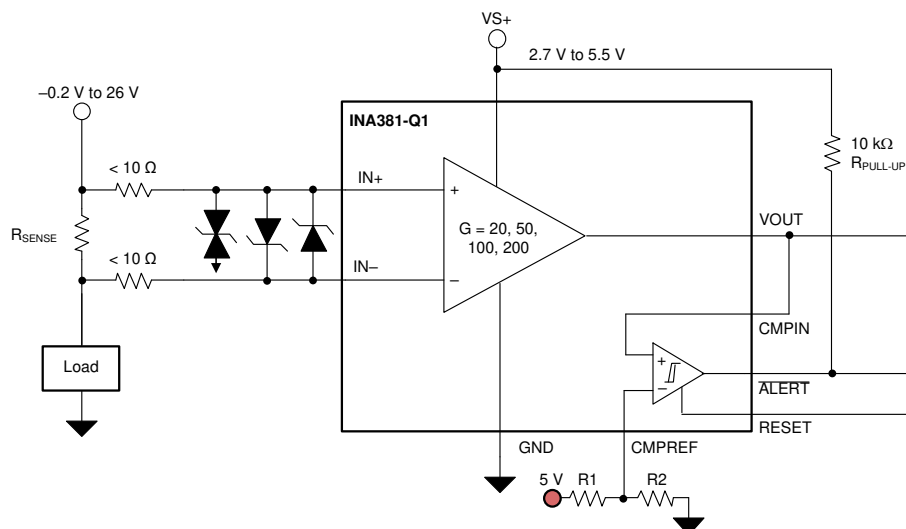 VS+
2.7 V to 5.5 V
–0.2 V to 26 V
INA381-Q1
< 10 Ω
10 kΩ
RPULL-UP
IN+
+
G = 20, 50,
100, 200
VOUT
RSENSE
< 10 Ω
IN–
–
CMPIN
Load
+
–
ALERT
RESET
GND
CMPREF
5 V
R1
R2